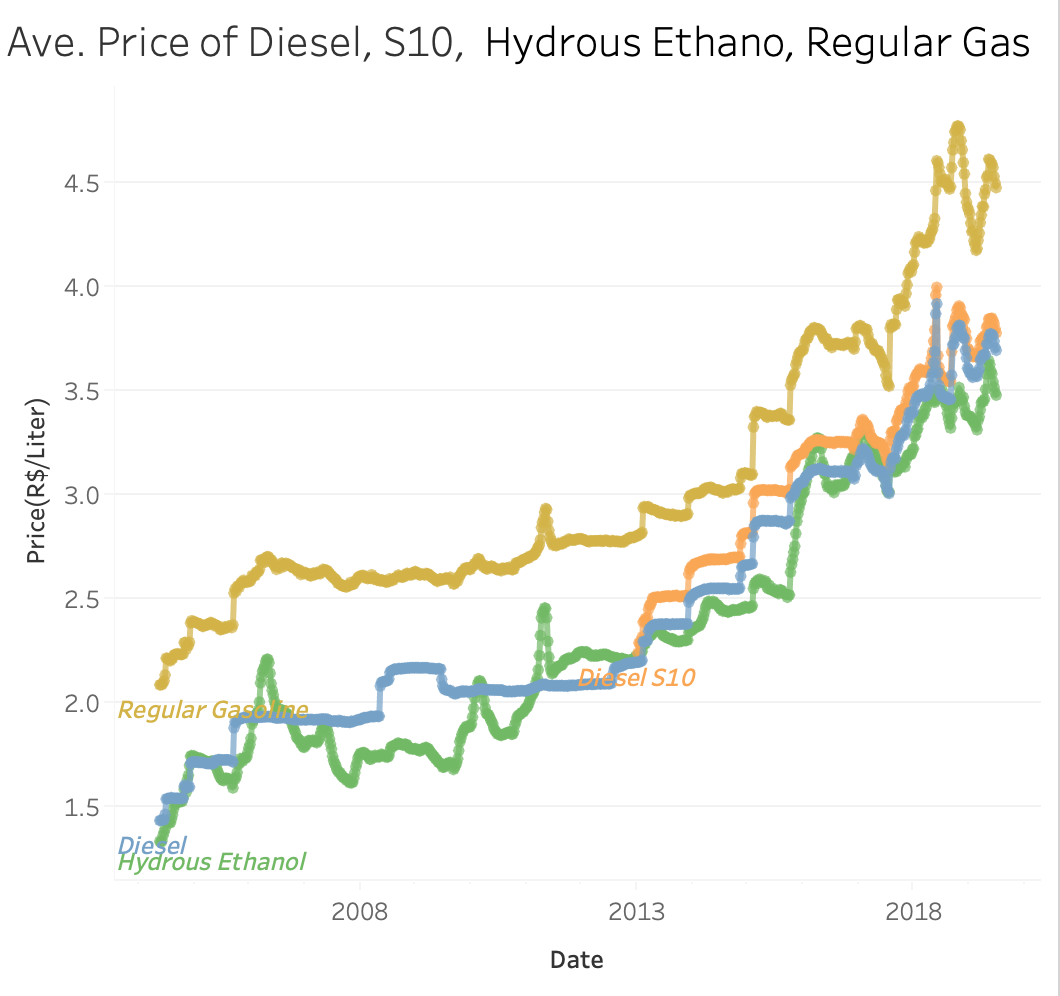 Ave. Price of Diesel, S10, Hydrous Ethano, Regular Gas
4.5
4.0
3.5
3.0
2.5
2.0
1.5
Price(R$/Liter)
Diesel S10
Regular Gasoline
Diesel
Hydrous Ethanol
2008
2013
2018
Date